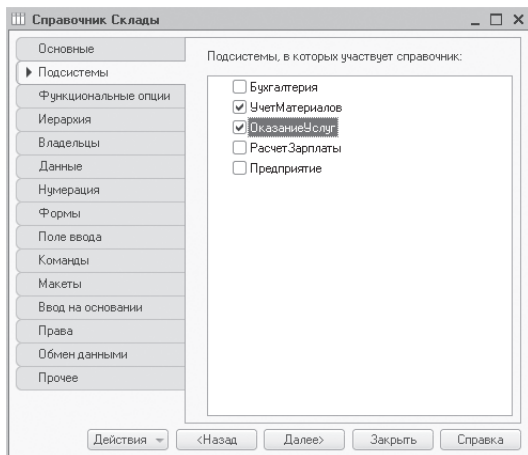 Справочник Склады
Основные
Подсистемы
Функциональные опции
Иерархия
Владельцы
Данные
Нумерация
Формы
Поле ввода
Команды
Макеты
Ввод на основании
Права
Обмен данными
Прочее
Подсистемы, в которых участвует справочник:
Бухгалтерия
УчетМатериалов
ОказаниеУслуг
РасчетЗарплаты
Предприятие
Действия
<Назад
Далее>
Закрыть
Справка